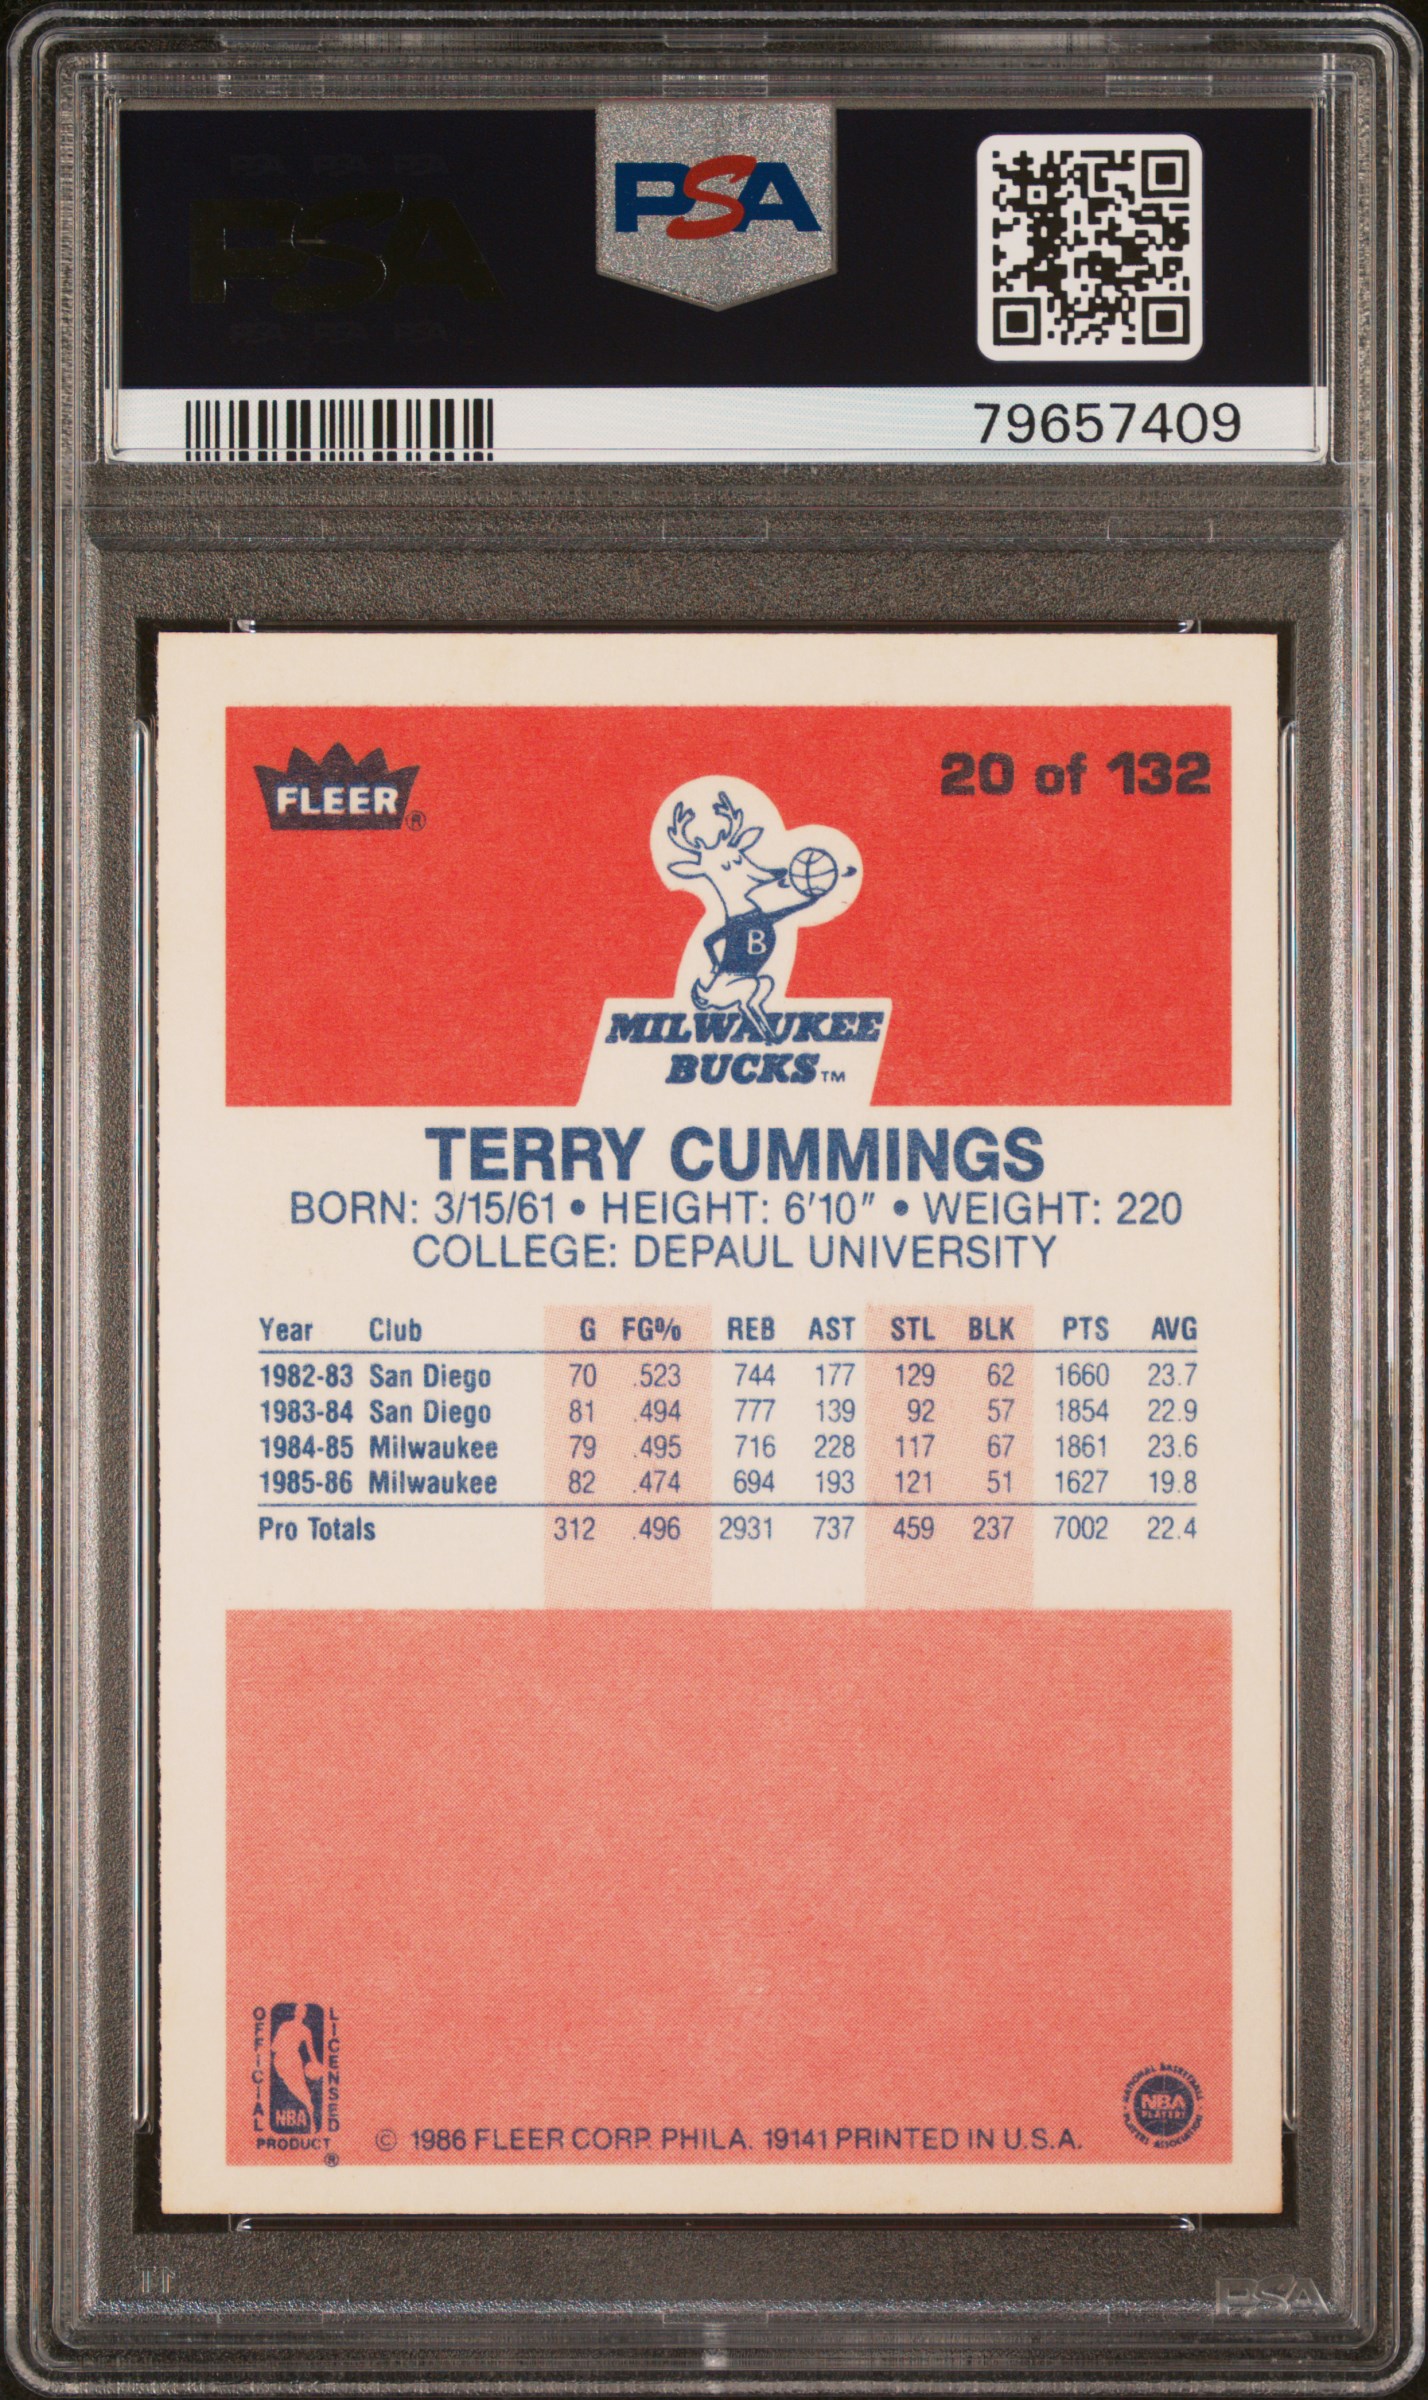 PSA
PSA
79657409
FLEER®
20 of 132
B
MILWAUKEE
BUCKS™
TERRY CUMMINGS
BORN: 3/15/61 • HEIGHT: 6'10" • WEIGHT: 220
COLLEGE: DEPAUL UNIVERSITY
Year Club G FG% REB AST STL BLK PTS AVG
1982-83 San Diego 70 .523 744 177 129 62 1660 23.7
1983-84 San Diego 81 .494 777 139 92 57 1854 22.9
1984-85 Milwaukee 79 .495 716 228 117 67 1861 23.6
1985-86 Milwaukee 82 .474 694 193 121 51 1627 19.8
Pro Totals 312 .496 2931 737 459 237 7002 22.4
OFFICIAL LICENSED
NBA
PRODUCT®
© 1986 FLEER CORP. PHILA. 19141 PRINTED IN U.S.A.
NATIONAL BASKETBALL
NBA
PLAYERS
PLAYERS ASSOCIATION
PSA